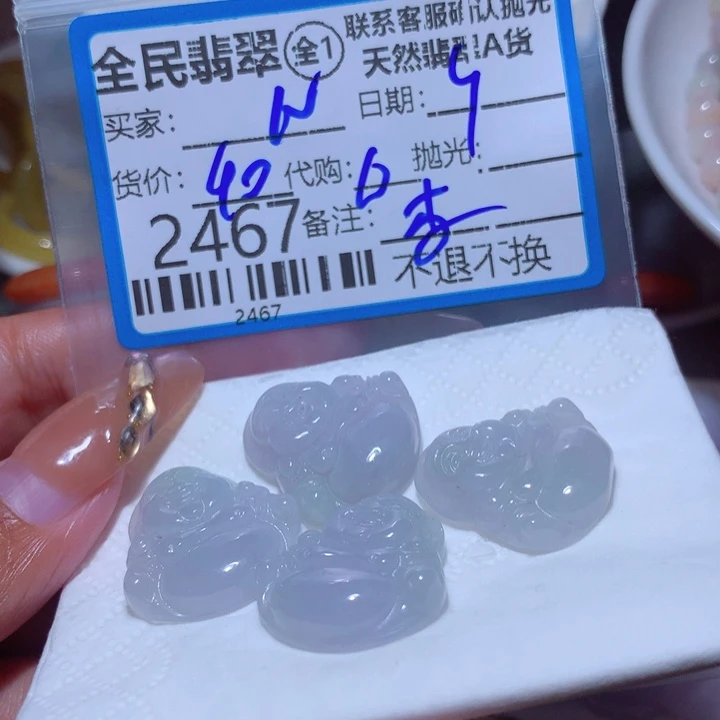 全民翡翠 全1 联系客服确认抛光
天然翡翠A货
买家: 日期:
货价: 40 代购: 6 抛光:
2467 备注:
不退不换
2467